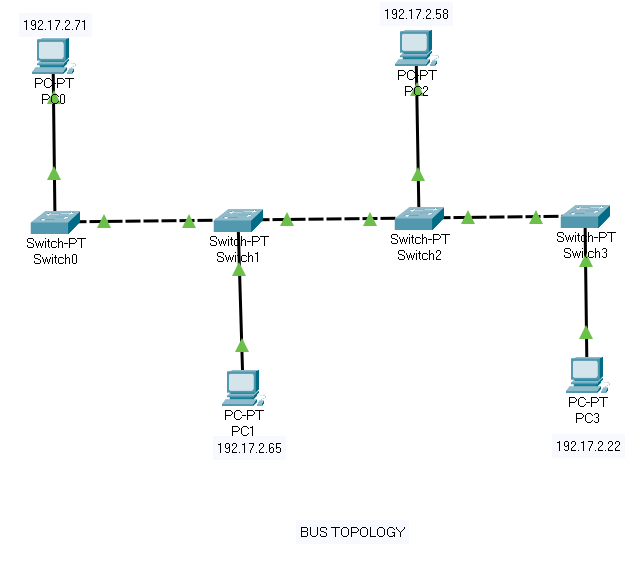 192.17.2.71
PC-PT
PC0
192.17.2.58
PC-PT
PC2
Switch-PT
Switch0
Switch-PT
Switch1
Switch-PT
Switch2
Switch-PT
Switch3
PC-PT
PC1
192.17.2.65
PC-PT
PC3
192.17.2.22
BUS TOPOLOGY